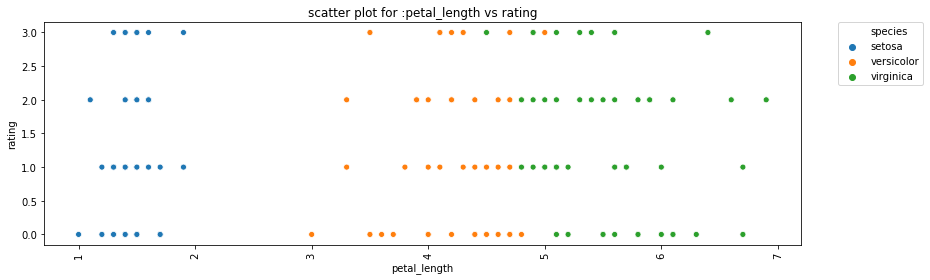 scatter plot for :petal_length vs rating
species
setosa
versicolor
virginica
rating
3.0
2.5
2.0
1.5
1.0
0.5
0.0
1 2 3 4 5 6 7
petal_length